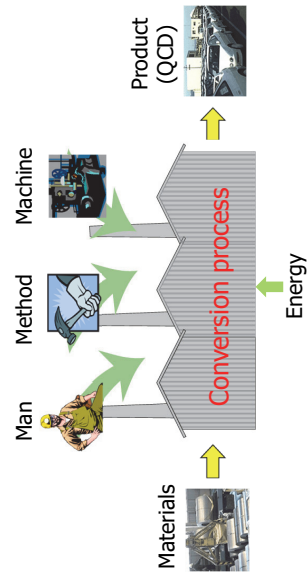 Man
Method
Machine
Materials
Conversion process
Product
(QCD)
Energy